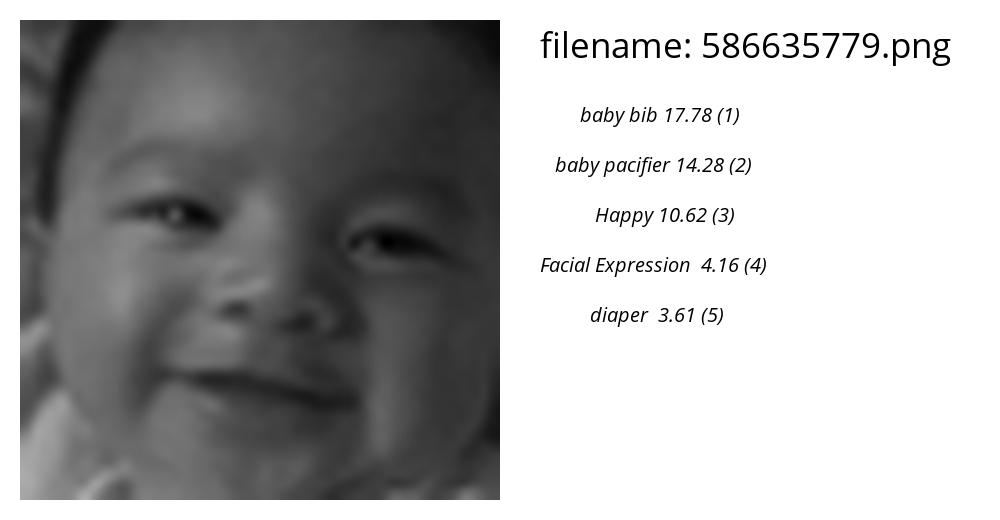 filename: 586635779.png
baby bib 17.78 (1)
baby pacifier 14.28 (2)
Happy 10.62 (3)
Facial Expression 4.16 (4)
diaper 3.61 (5)